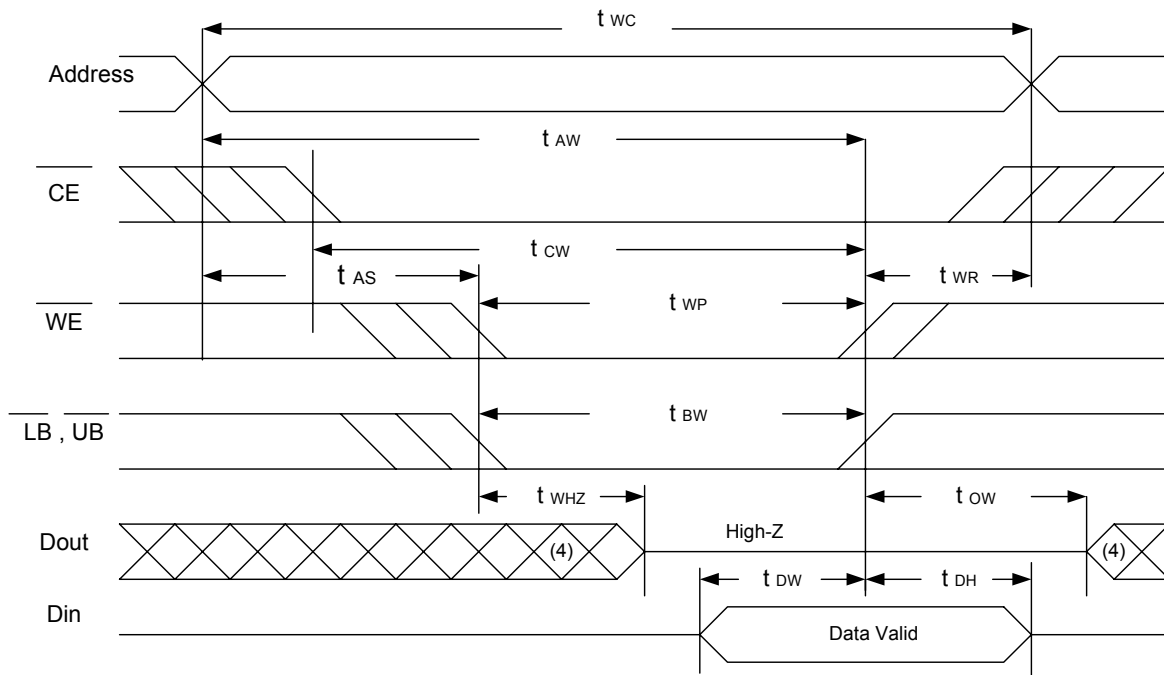 t WC
Address
t AW
CE
t CW
t AS
t WR
WE
t WP
LB , UB
t BW
t WHZ
t OW
Dout
(4)
High-Z
(4)
t DW
t DH
Din
Data Valid